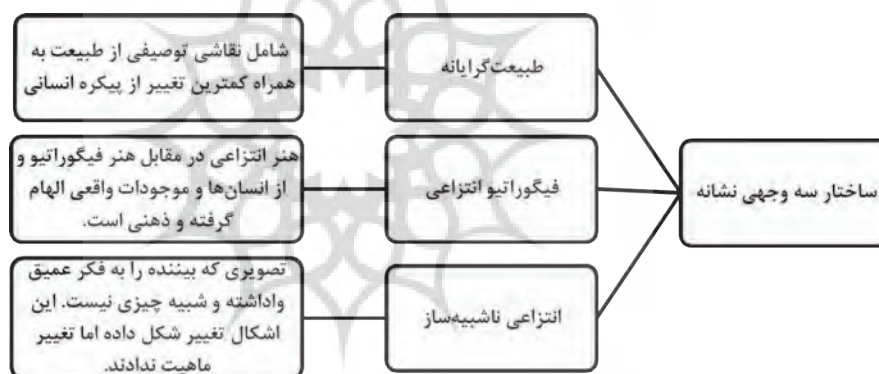 ساختار سه وجهی نشانه
طبیعت‌گرایانه
شامل نقاشی توصیفی از طبیعت به
همراه کمترین تغییر از پیکره انسانی
فیگوراتیو انتزاعی
هنر انتزاعی در مقابل هنر فیگوراتیو و
از انسان‌ها و موجودات واقعی الهام
گرفته و ذهنی است.
انتزاعی ناشبیه‌ساز
تصویری که بیننده را به فکر عمیق
واداشته و شبیه چیزی نیست. این
اشکال تغییر شکل داده اما تغییر
ماهیت ندادند.